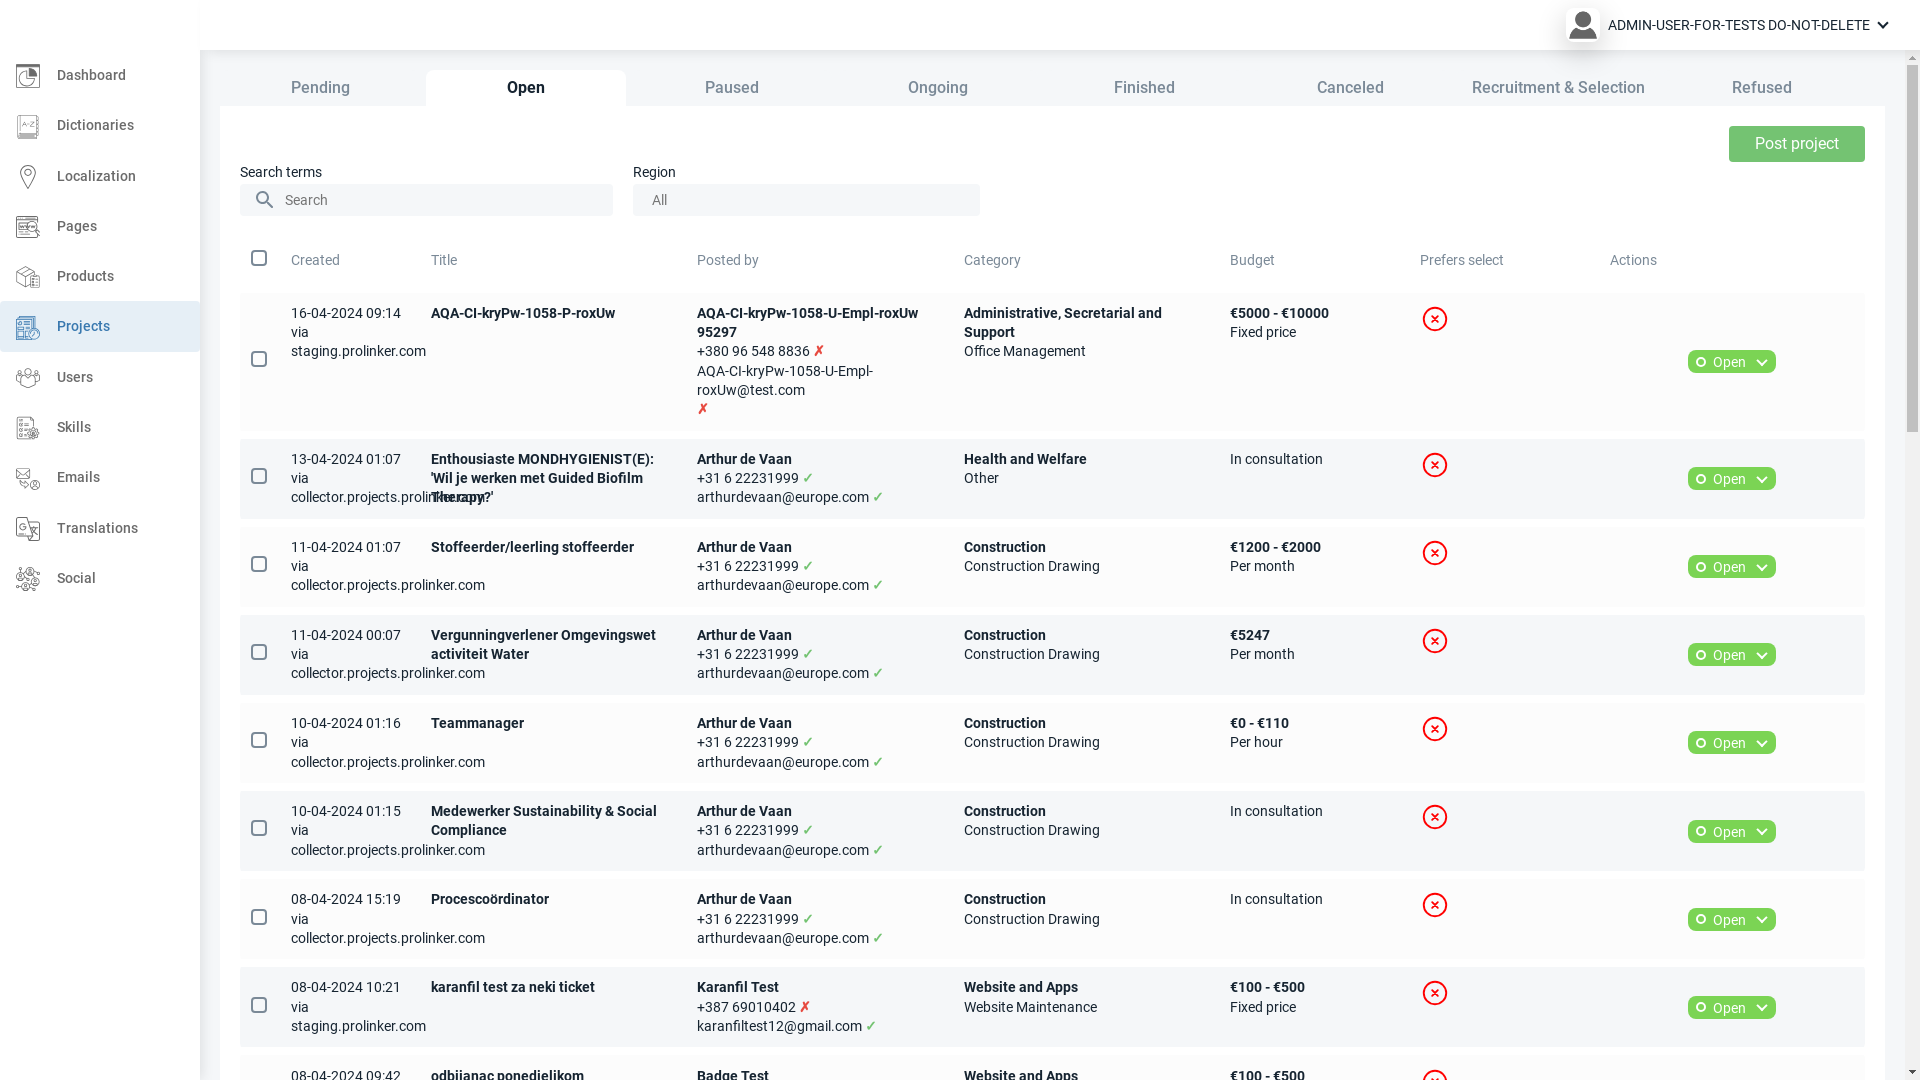 ADMIN-USER-FOR-TESTS DO-NOT-DELETE
Dashboard
Dictionaries
Localization
Pages
Products
Projects
Users
Skills
Emails
Translations
Social
Pending
Open
Paused
Ongoing
Finished
Canceled
Recruitment & Selection
Refused
Post project
Search terms
Region
Search
All
Created
Title
Posted by
Category
Budget
Prefers select
Actions
16-04-2024 09:14
via
staging.prolinker.com
AQA-CI-kryPw-1058-P-roxUw
AQA-CI-kryPw-1058-U-Empl-roxUw
95297
+380 96 548 8836 ✗
AQA-CI-kryPw-1058-U-Empl-
roxUw@test.com
✗
Administrative, Secretarial and
Support
Office Management
€5000 - €10000
Fixed price
Open
13-04-2024 01:07
via
collector.projects.prolinker.com
Enthousiaste MONDHYGIENIST(E):
'Wil je werken met Guided Biofilm
Therapy?'
Arthur de Vaan
+31 6 22231999 ✓
arthurdevaan@europe.com ✓
Health and Welfare
Other
In consultation
Open
11-04-2024 01:07
via
collector.projects.prolinker.com
Stoffeerder/leerling stoffeerder
Arthur de Vaan
+31 6 22231999 ✓
arthurdevaan@europe.com ✓
Construction
Construction Drawing
€1200 - €2000
Per month
Open
11-04-2024 00:07
via
collector.projects.prolinker.com
Vergunningverlener Omgevingswet
activiteit Water
Arthur de Vaan
+31 6 22231999 ✓
arthurdevaan@europe.com ✓
Construction
Construction Drawing
€5247
Per month
Open
10-04-2024 01:16
via
collector.projects.prolinker.com
Teammanager
Arthur de Vaan
+31 6 22231999 ✓
arthurdevaan@europe.com ✓
Construction
Construction Drawing
€0 - €110
Per hour
Open
10-04-2024 01:15
via
collector.projects.prolinker.com
Medewerker Sustainability & Social
Compliance
Arthur de Vaan
+31 6 22231999 ✓
arthurdevaan@europe.com ✓
Construction
Construction Drawing
In consultation
Open
08-04-2024 15:19
via
collector.projects.prolinker.com
Procescoördinator
Arthur de Vaan
+31 6 22231999 ✓
arthurdevaan@europe.com ✓
Construction
Construction Drawing
In consultation
Open
08-04-2024 10:21
via
staging.prolinker.com
karanfil test za neki ticket
Karanfil Test
+387 69010402 ✗
karanfiltest12@gmail.com ✓
Website and Apps
Website Maintenance
€100 - €500
Fixed price
Open
08-04-2024 09:42
odbijanac ponedjeljkom
Badge Test
Website and Apps
€100 - €500